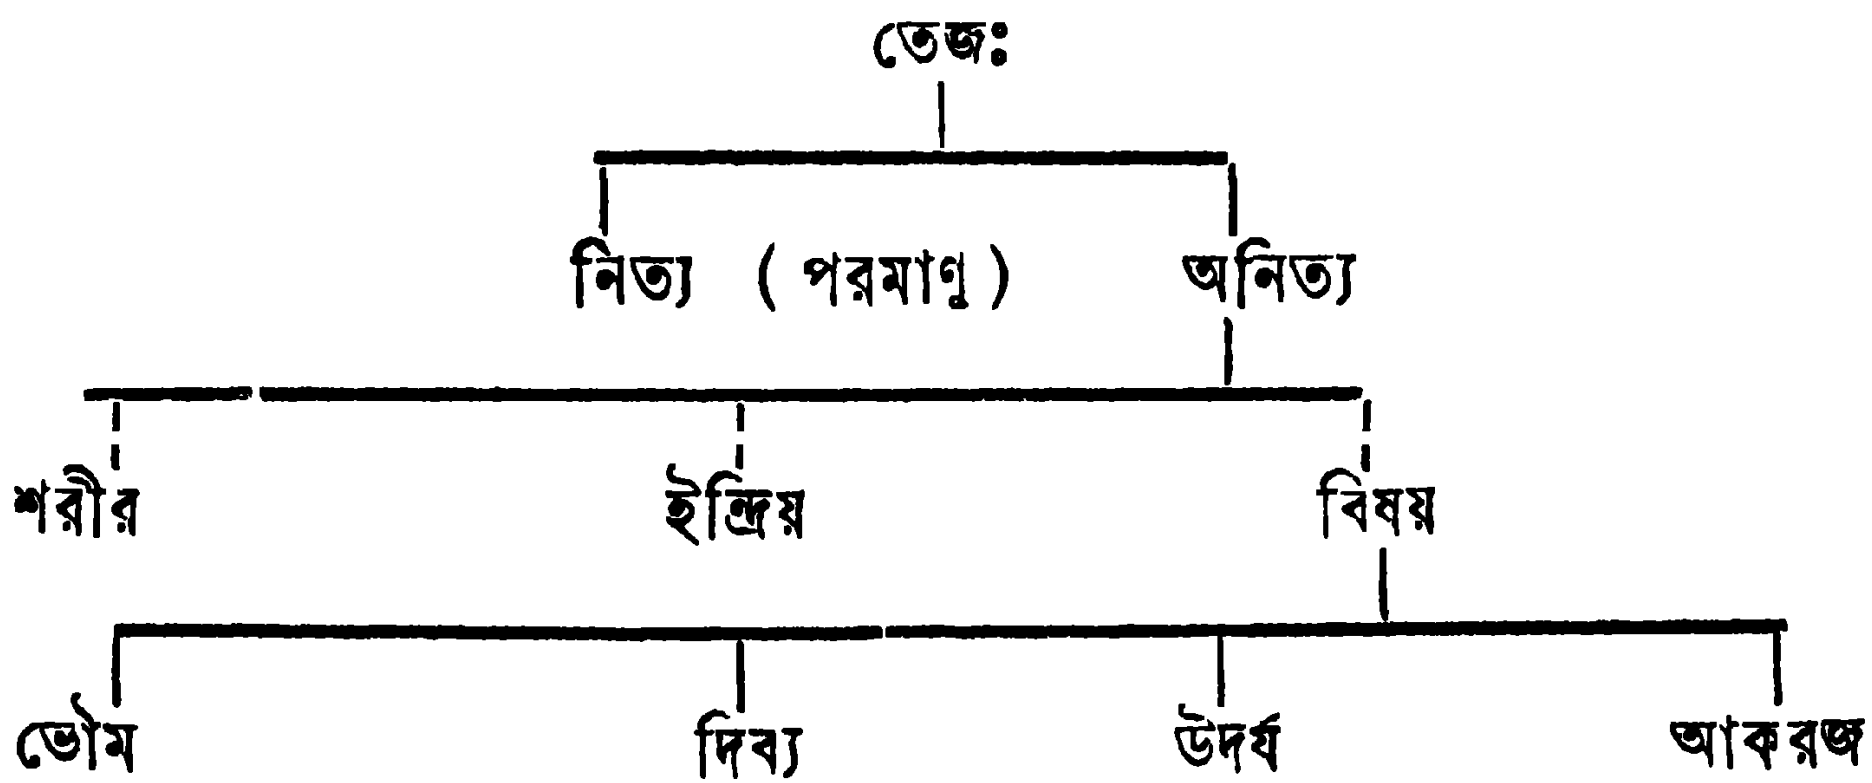 তেজঃ
নিত্য ( পরমাণু ) অনিত্য
শরীর ইন্দ্রিয় বিষয়
ভৌম দিব্য উদর্য আকরজ